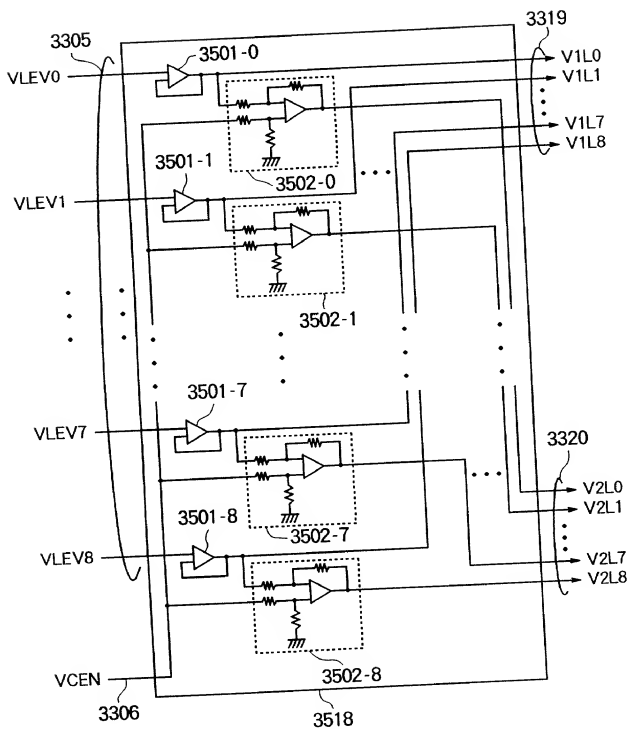 3305
3501-0
3319
VLEV0
V1L0
V1L1
V1L7
V1L8
3501-1
3502-0
VLEV1
3502-1
3501-7
VLEV7
3320
V2L0
V2L1
3501-8
3502-7
VLEV8
V2L7
V2L8
3502-8
VCEN
3306
3518